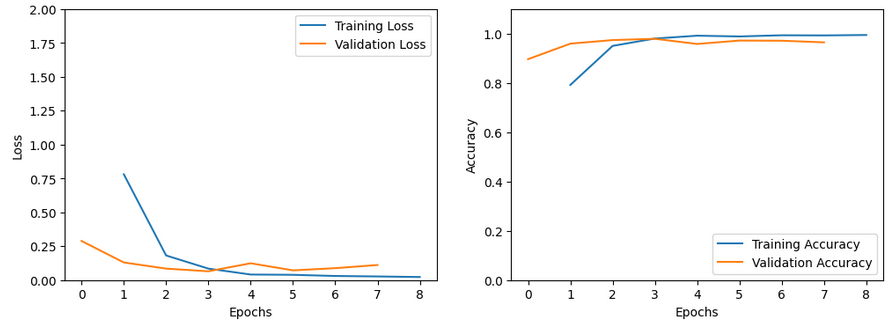 2.00
1.75
1.50
1.25
1.00
0.75
0.50
0.25
0.00
Loss
0 1 2 3 4 5 6 7 8
Epochs
Training Loss
Validation Loss
1.0
0.8
0.6
0.4
0.2
0.0
Accuracy
0 1 2 3 4 5 6 7 8
Epochs
Training Accuracy
Validation Accuracy